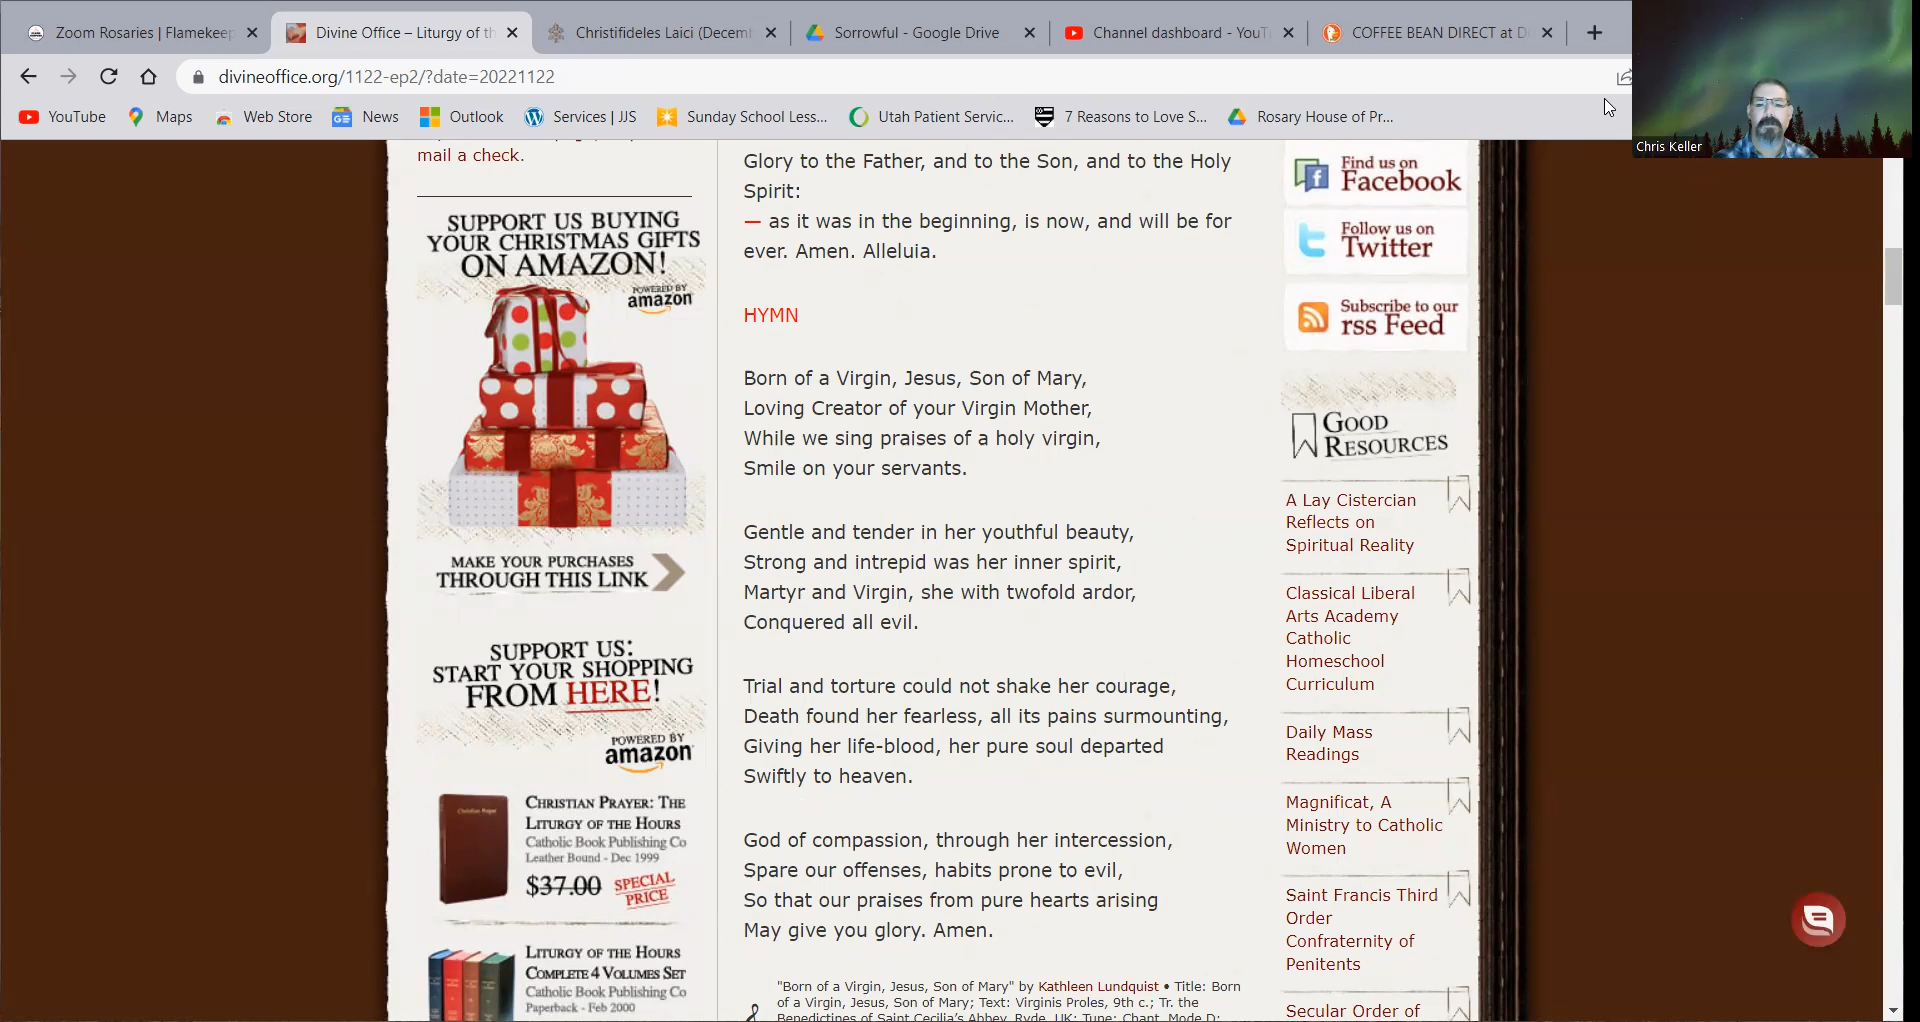 Zoom Rosaries | Flamekeep
Divine Office – Liturgy of th
Christifideles Laici (Decem
Sorrowful - Google Drive
Channel dashboard - YouT
COFFEE BEAN DIRECT at D
divineoffice.org/1122-ep2/?date=20221122
YouTube
Maps
Web Store
News
Outlook
Services | JJS
Sunday School Less...
Utah Patient Servic...
7 Reasons to Love S...
Rosary House of Pr...
Chris Keller
mail a check.
SUPPORT US BUYING
YOUR CHRISTMAS GIFTS
ON AMAZON!
POWERED BY
amazon
MAKE YOUR PURCHASES
THROUGH THIS LINK
SUPPORT US:
START YOUR SHOPPING
FROM HERE!
POWERED BY
amazon
Christian Prayer
CHRISTIAN PRAYER: THE
LITURGY OF THE HOURS
Catholic Book Publishing Co
Leather Bound - Dec 1999
$37.00 SPECIAL
PRICE
LITURGY OF THE HOURS
COMPLETE 4 VOLUMES SET
Catholic Book Publishing Co
Paperback - Feb 2000
Glory to the Father, and to the Son, and to the Holy
Spirit:
— as it was in the beginning, is now, and will be for
ever. Amen. Alleluia.
HYMN
Born of a Virgin, Jesus, Son of Mary,
Loving Creator of your Virgin Mother,
While we sing praises of a holy virgin,
Smile on your servants.
Gentle and tender in her youthful beauty,
Strong and intrepid was her inner spirit,
Martyr and Virgin, she with twofold ardor,
Conquered all evil.
Trial and torture could not shake her courage,
Death found her fearless, all its pains surmounting,
Giving her life-blood, her pure soul departed
Swiftly to heaven.
God of compassion, through her intercession,
Spare our offenses, habits prone to evil,
So that our praises from pure hearts arising
May give you glory. Amen.
"Born of a Virgin, Jesus, Son of Mary" by Kathleen Lundquist • Title: Born
of a Virgin, Jesus, Son of Mary; Text: Virginis Proles, 9th c.; Tr. the
Benedictines of Saint Cecilia's Abbey, Ryde, UK; Tune: Chant, Mode D;
Find us on
Facebook
Follow us on
Twitter
Subscribe to our
rss Feed
GOOD
RESOURCES
A Lay Cistercian
Reflects on
Spiritual Reality
Classical Liberal
Arts Academy
Catholic
Homeschool
Curriculum
Daily Mass
Readings
Magnificat, A
Ministry to Catholic
Women
Saint Francis Third
Order
Confraternity of
Penitents
Secular Order of